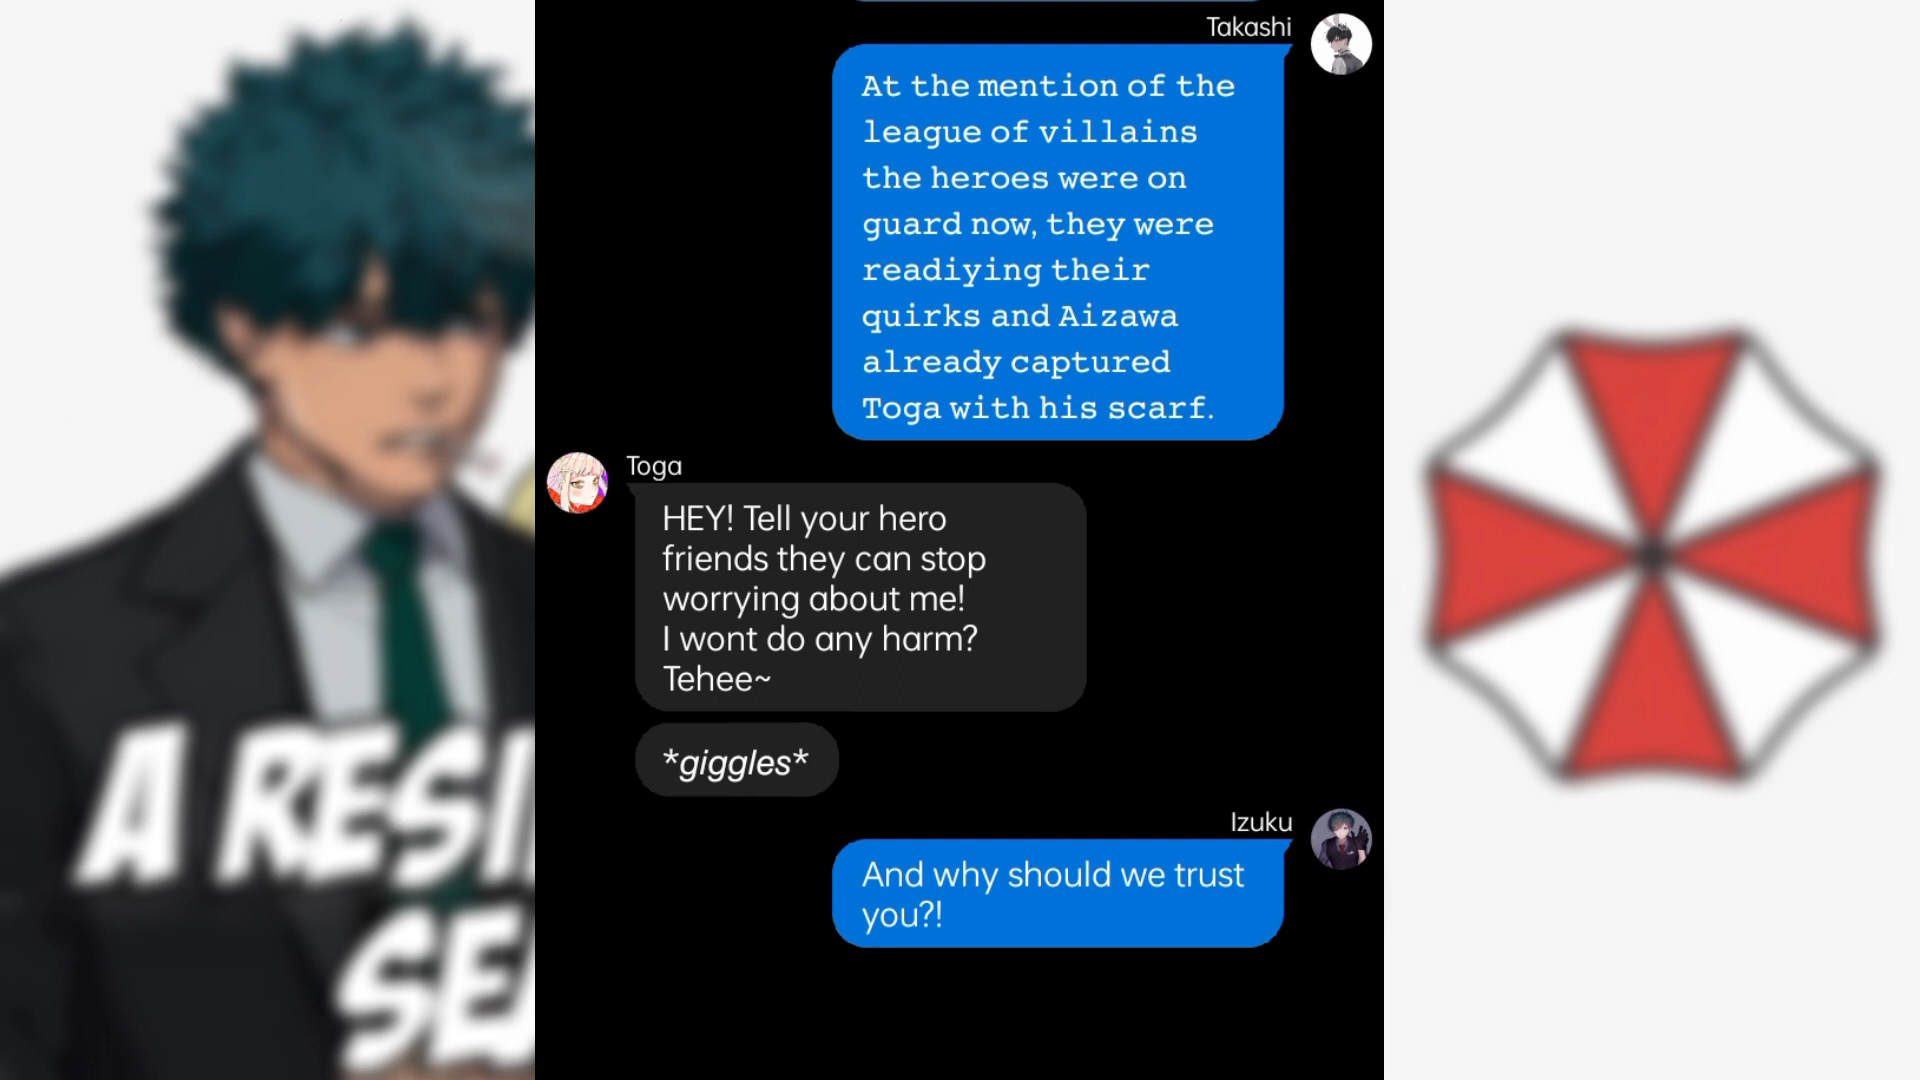 Takashi
At the mention of the
league of villains
the heroes were on
guard now, they were
readiying their
quirks and Aizawa
already captured
Toga with his scarf.
Toga
HEY! Tell your hero
friends they can stop
worrying about me!
I wont do any harm?
Tehee~
*giggles*
Izuku
And why should we trust
you?!
A RESI
SE